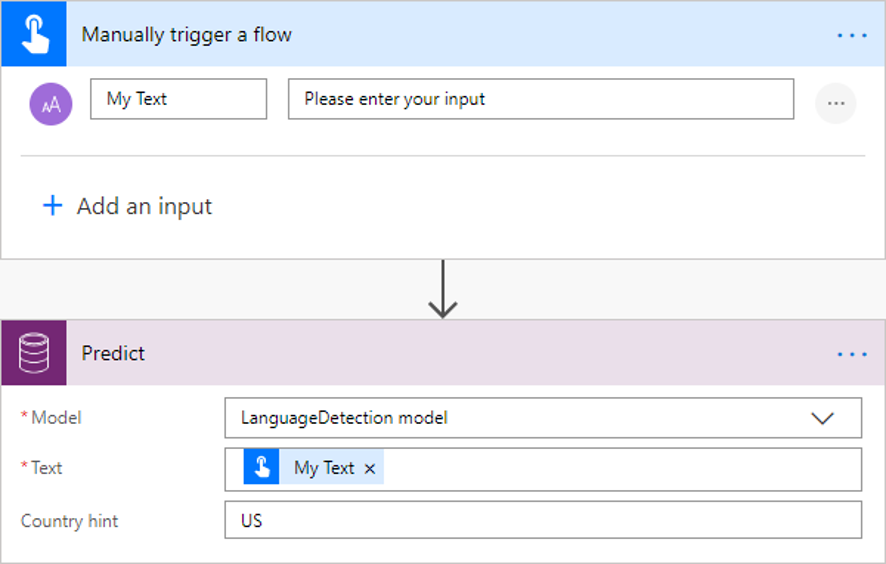 Manually trigger a flow
AA
My Text
Please enter your input
Add an input
Predict
* Model
LanguageDetection model
* Text
My Text
Country hint
US